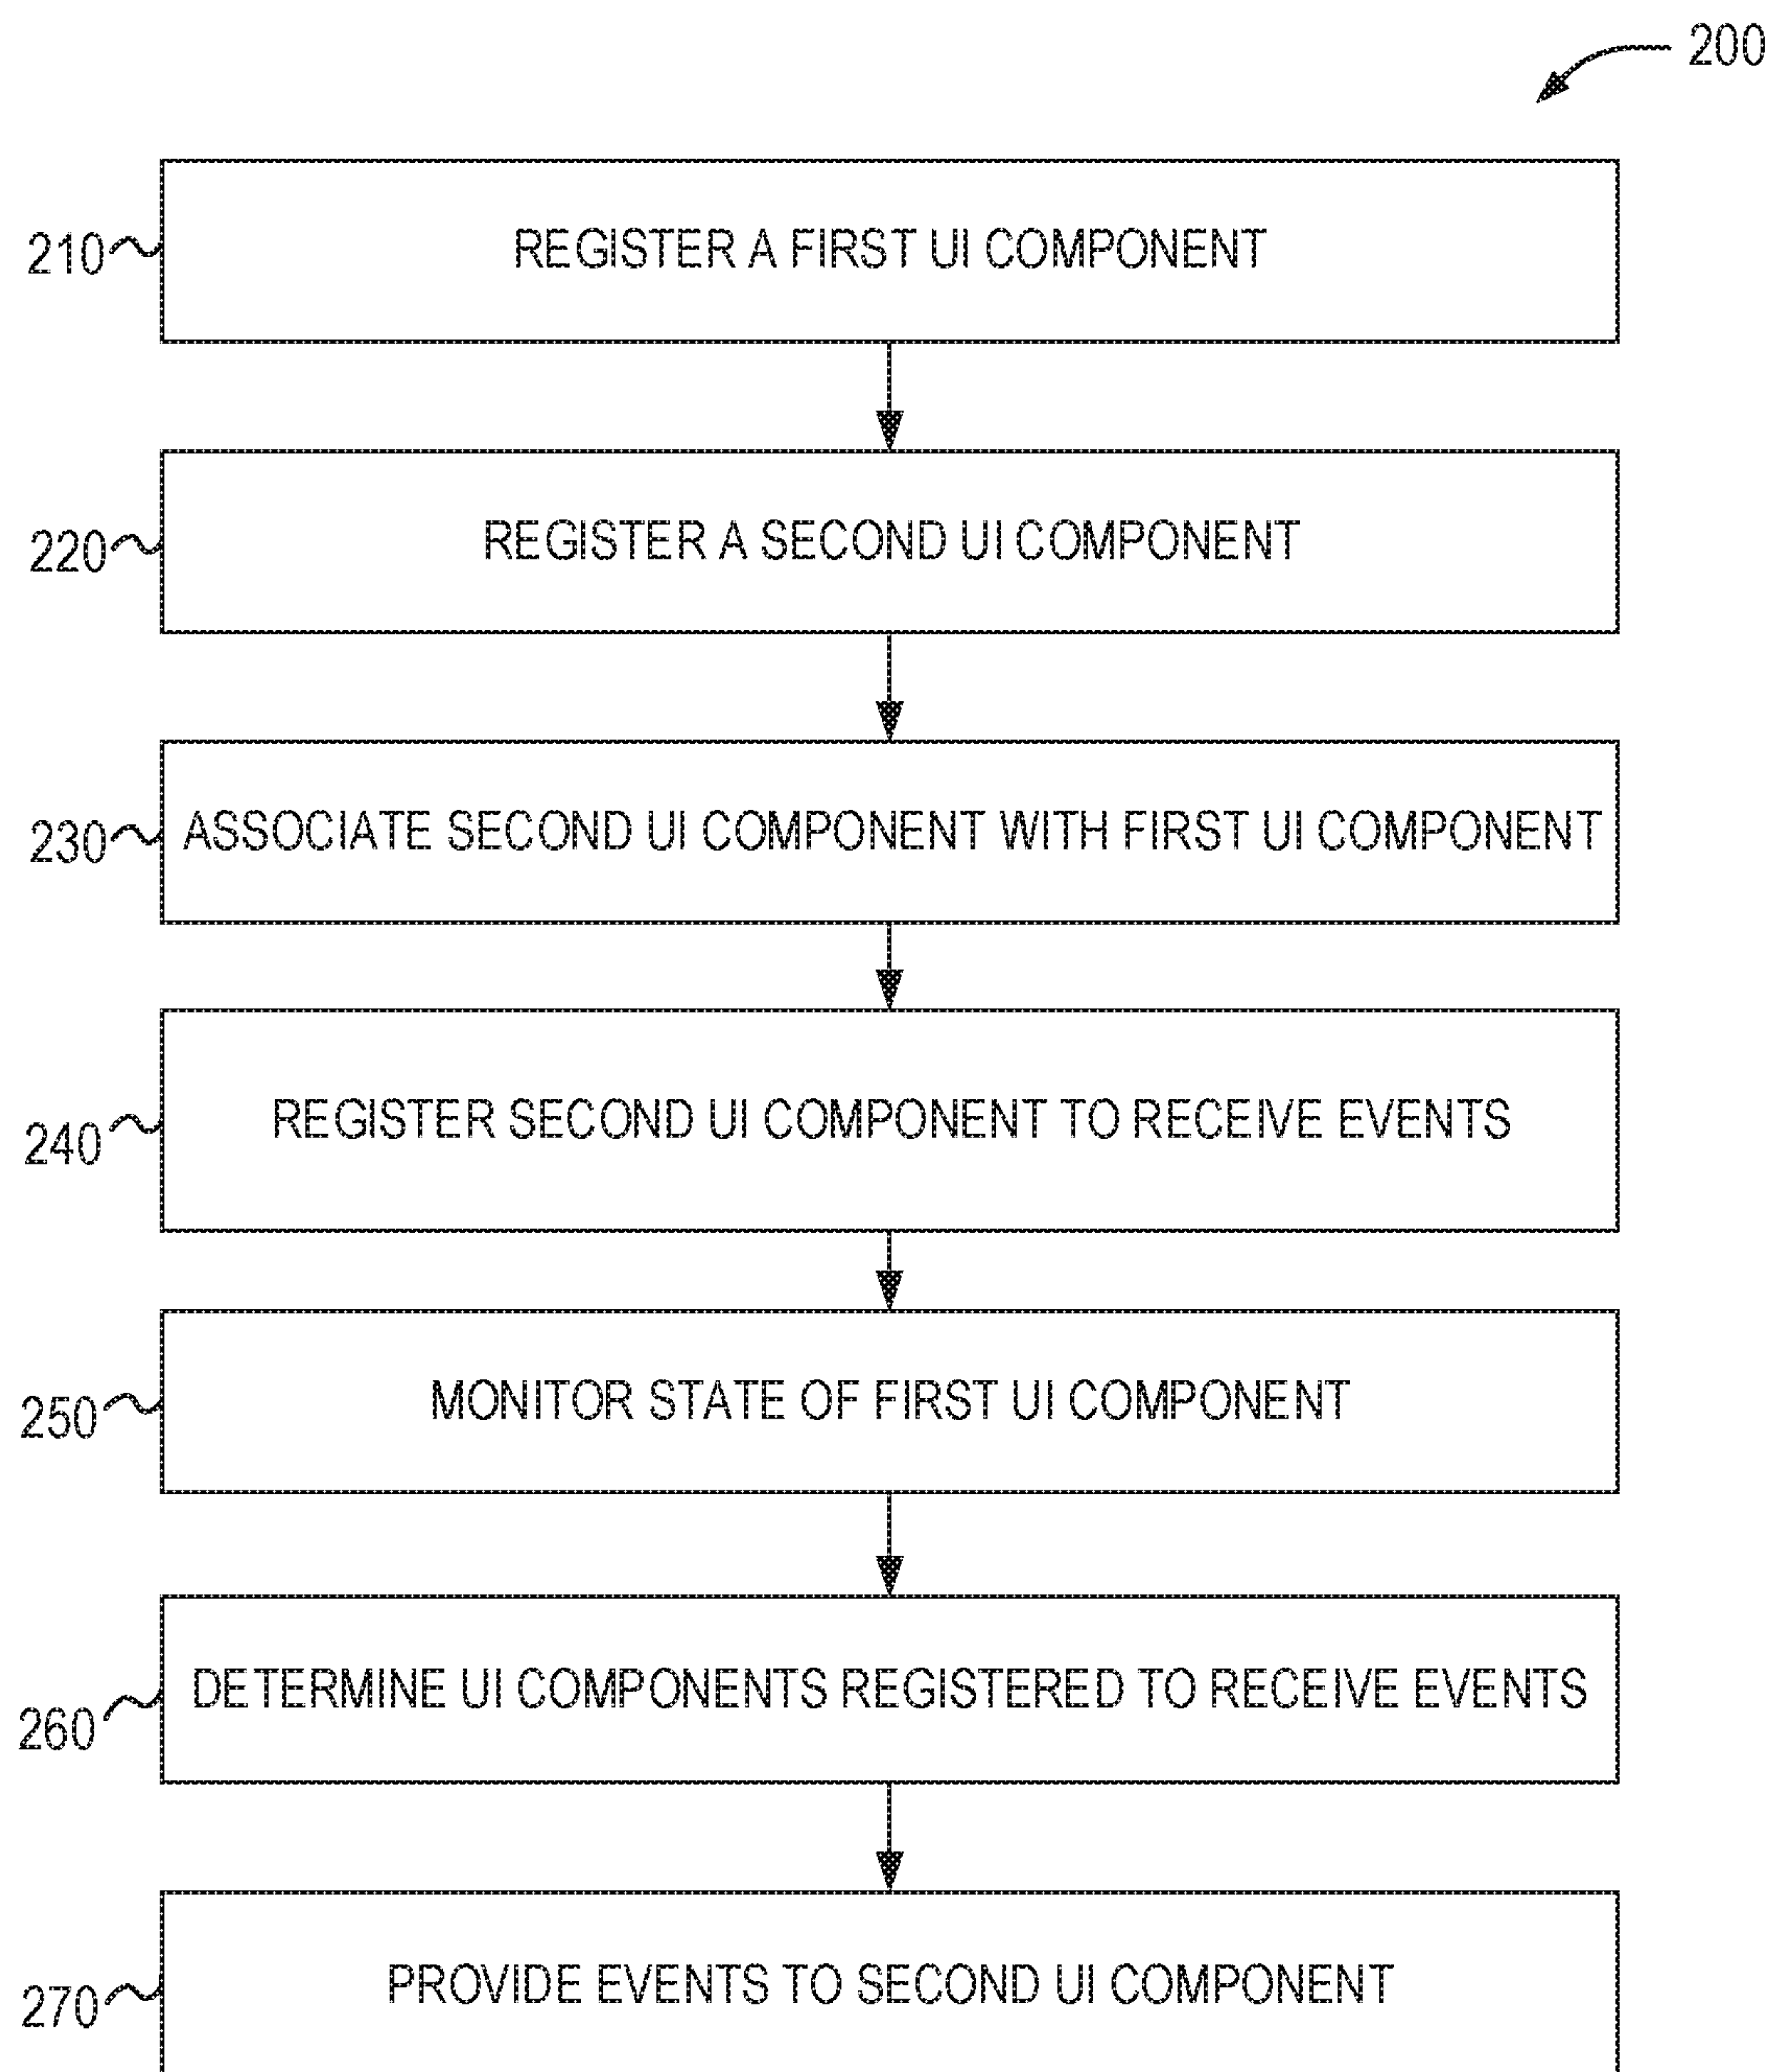 200
210 REGISTER A FIRST UI COMPONENT
220 REGISTER A SECOND UI COMPONENT
230 ASSOCIATE SECOND UI COMPONENT WITH FIRST UI COMPONENT
240 REGISTER SECOND UI COMPONENT TO RECEIVE EVENTS
250 MONITOR STATE OF FIRST UI COMPONENT
260 DETERMINE UI COMPONENTS REGISTERED TO RECEIVE EVENTS
270 PROVIDE EVENTS TO SECOND UI COMPONENT